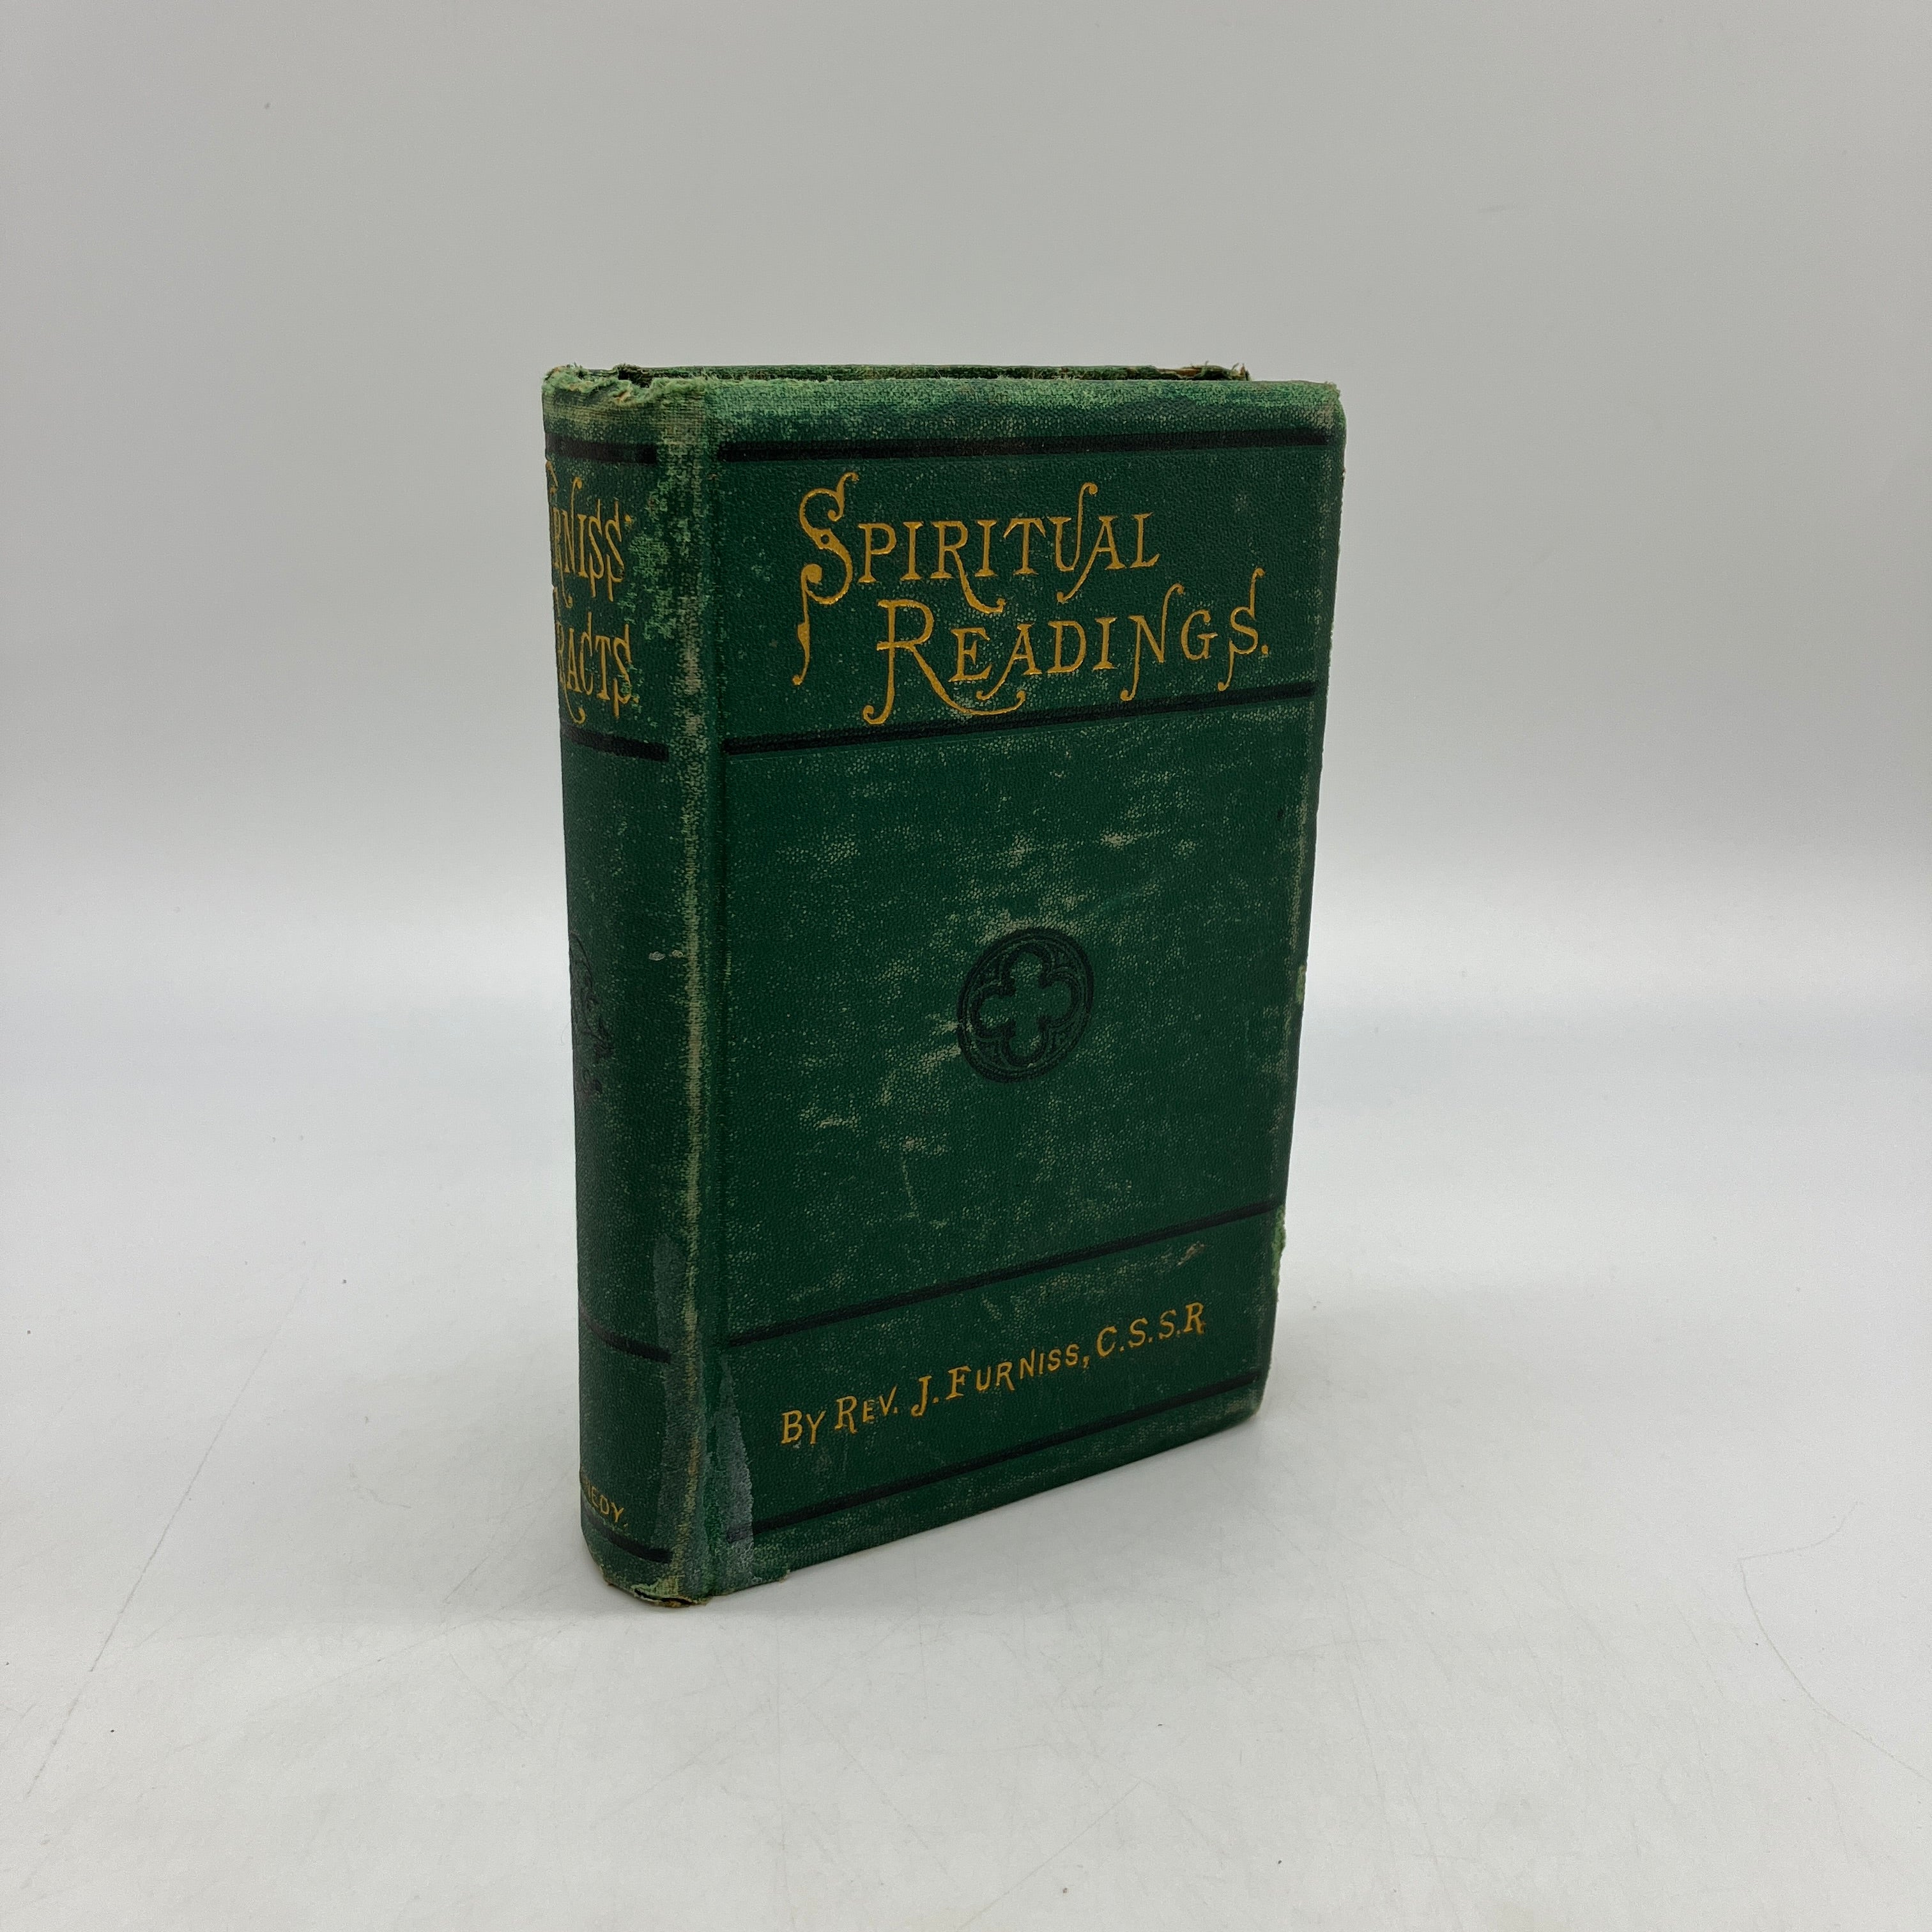 SPIRITUAL
READINGS.
BY REV. J. FURNISS, C.S.S.R